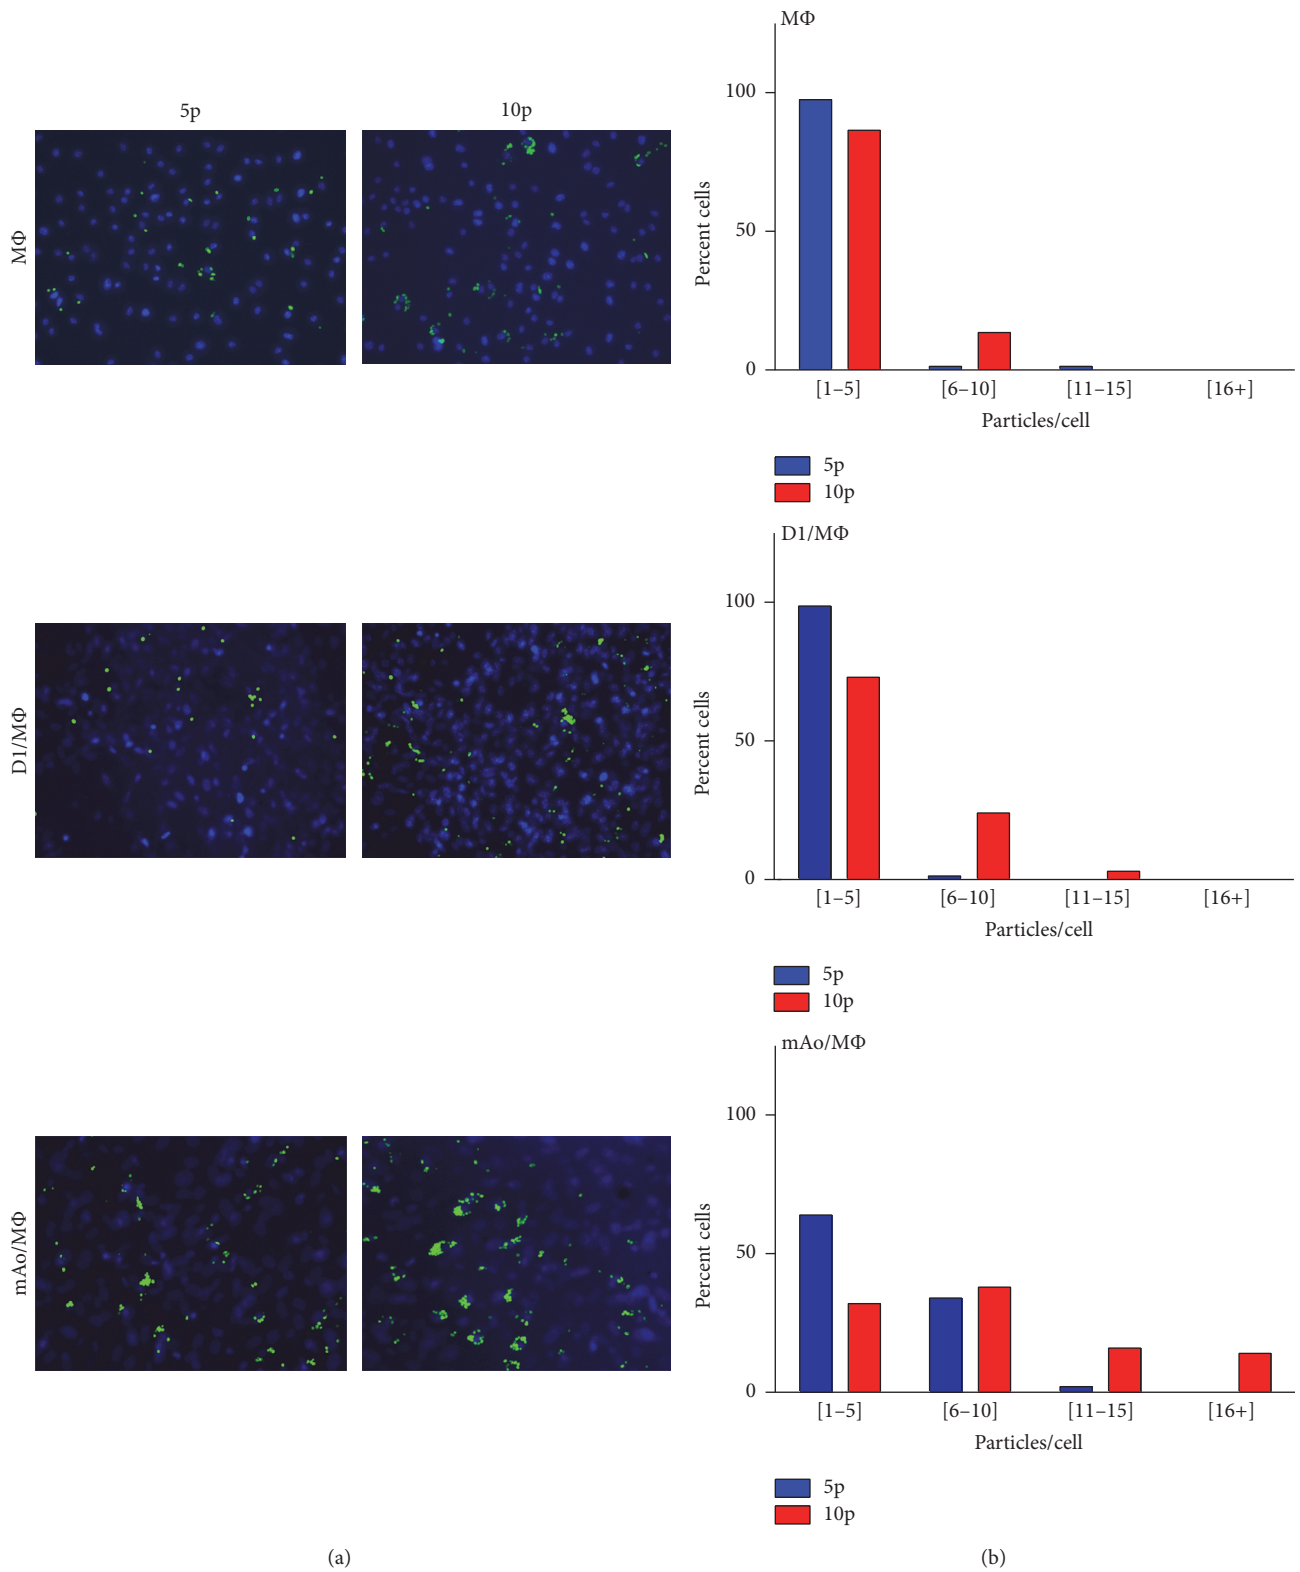 5p
10p
MΦ
D1/MΦ
mAo/MΦ
(a)
MΦ
100
50
0
Percent cells
[1–5]
[6–10]
[11–15]
[16+]
Particles/cell
5p
10p
D1/MΦ
100
50
0
Percent cells
[1–5]
[6–10]
[11–15]
[16+]
Particles/cell
5p
10p
mAo/MΦ
100
50
0
Percent cells
[1–5]
[6–10]
[11–15]
[16+]
Particles/cell
5p
10p
(b)